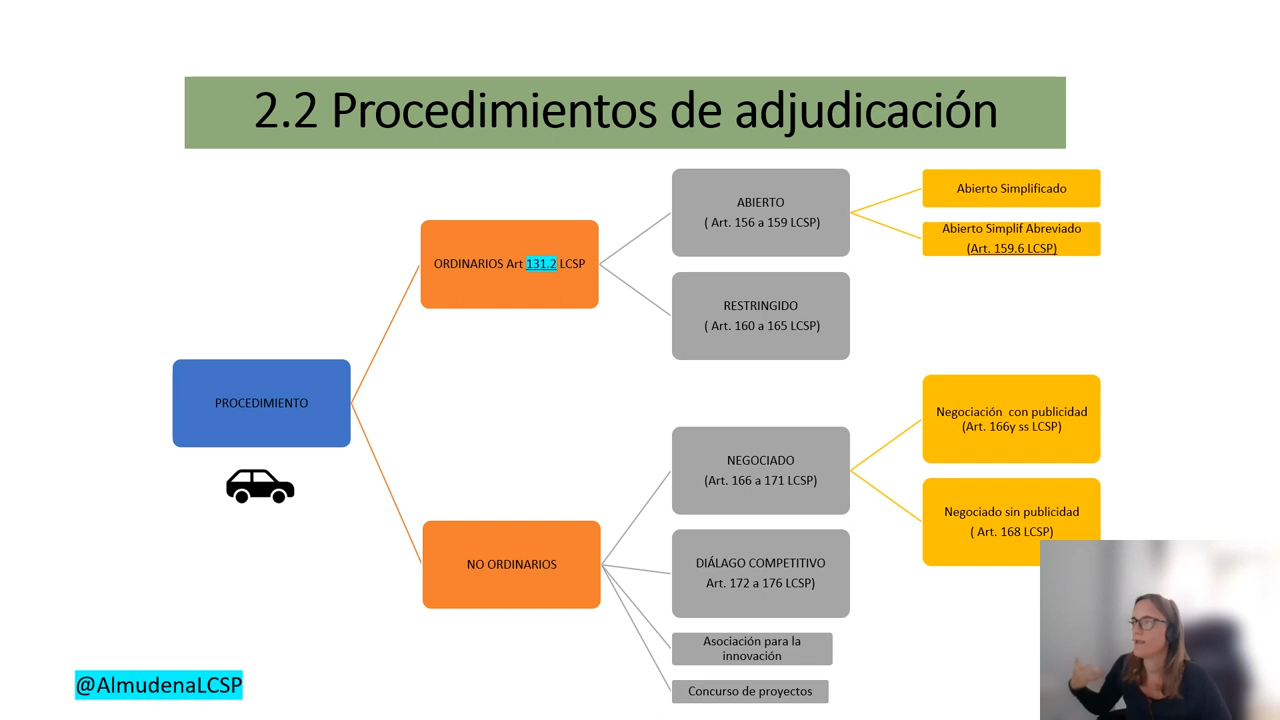 2.2 Procedimientos de adjudicación
PROCEDIMIENTO
ORDINARIOS Art 131.2 LCSP
ABIERTO
( Art. 156 a 159 LCSP)
Abierto Simplificado
Abierto Simplif Abreviado
(Art. 159.6 LCSP)
RESTRINGIDO
( Art. 160 a 165 LCSP)
NO ORDINARIOS
NEGOCIADO
(Art. 166 a 171 LCSP)
Negociación con publicidad
(Art. 166y ss LCSP)
Negociado sin publicidad
( Art. 168 LCSP)
DIÁLAGO COMPETITIVO
Art. 172 a 176 LCSP)
Asociación para la
innovación
Concurso de proyectos
@AlmudenaLCSP